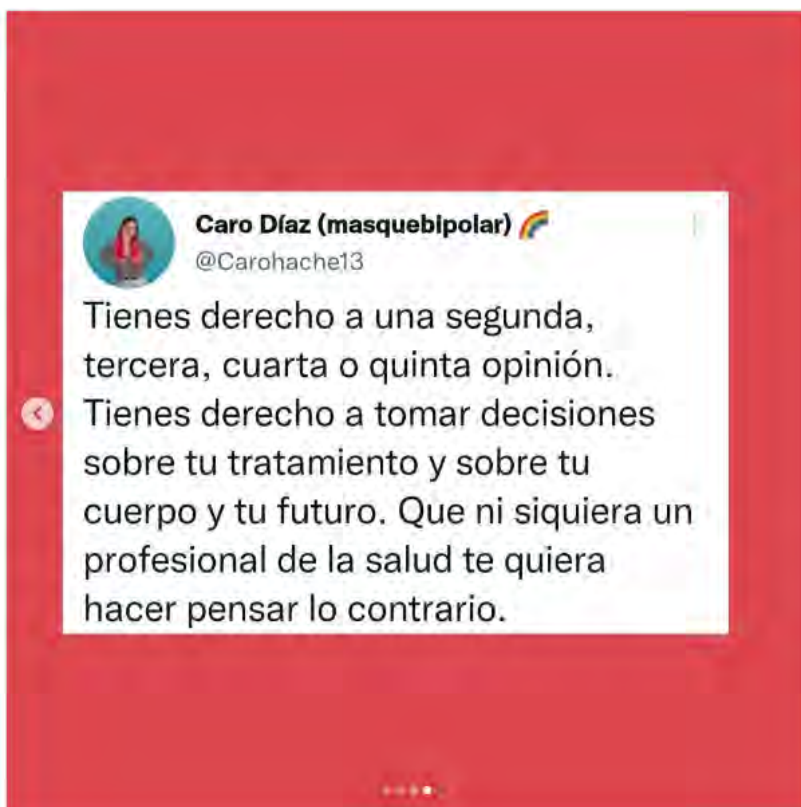 Caro Díaz (masquebipolar) 🌈
@Carohache13
Tienes derecho a una segunda,
tercera, cuarta o quinta opinión.
Tienes derecho a tomar decisiones
sobre tu tratamiento y sobre tu
cuerpo y tu futuro. Que ni siquiera un
profesional de la salud te quiera
hacer pensar lo contrario.